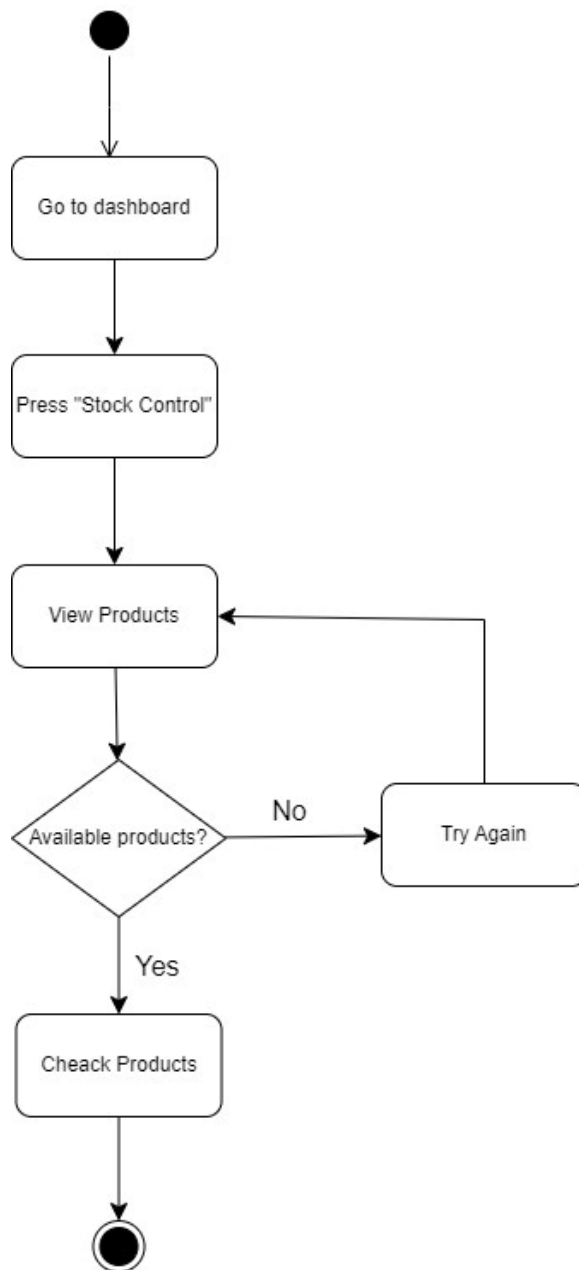 Go to dashboard
Press "Stock Control"
View Products
Available products?
No
Try Again
Yes
Cheack Products